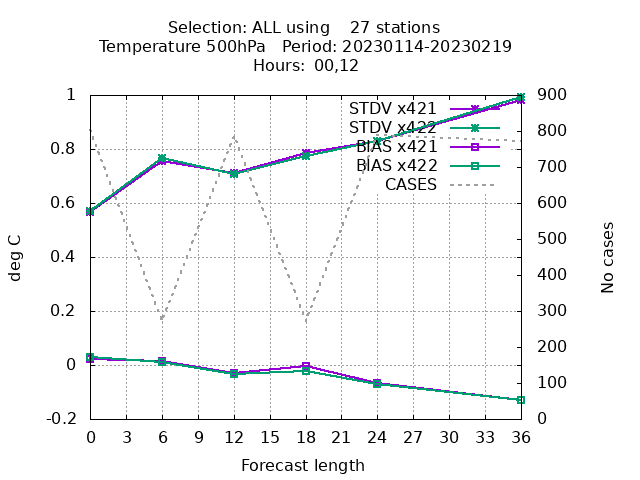 Selection: ALL using    27 stations
Temperature 500hPa   Period: 20230114-20230219
Hours:  00,12
STDV x421
STDV x422
BIAS x421
BIAS x422
CASES
1
0.8
0.6
0.4
0.2
0
-0.2
deg C
900
800
700
600
500
400
300
200
100
0
No cases
0 3 6 9 12 15 18 21 24 27 30 33 36
Forecast length